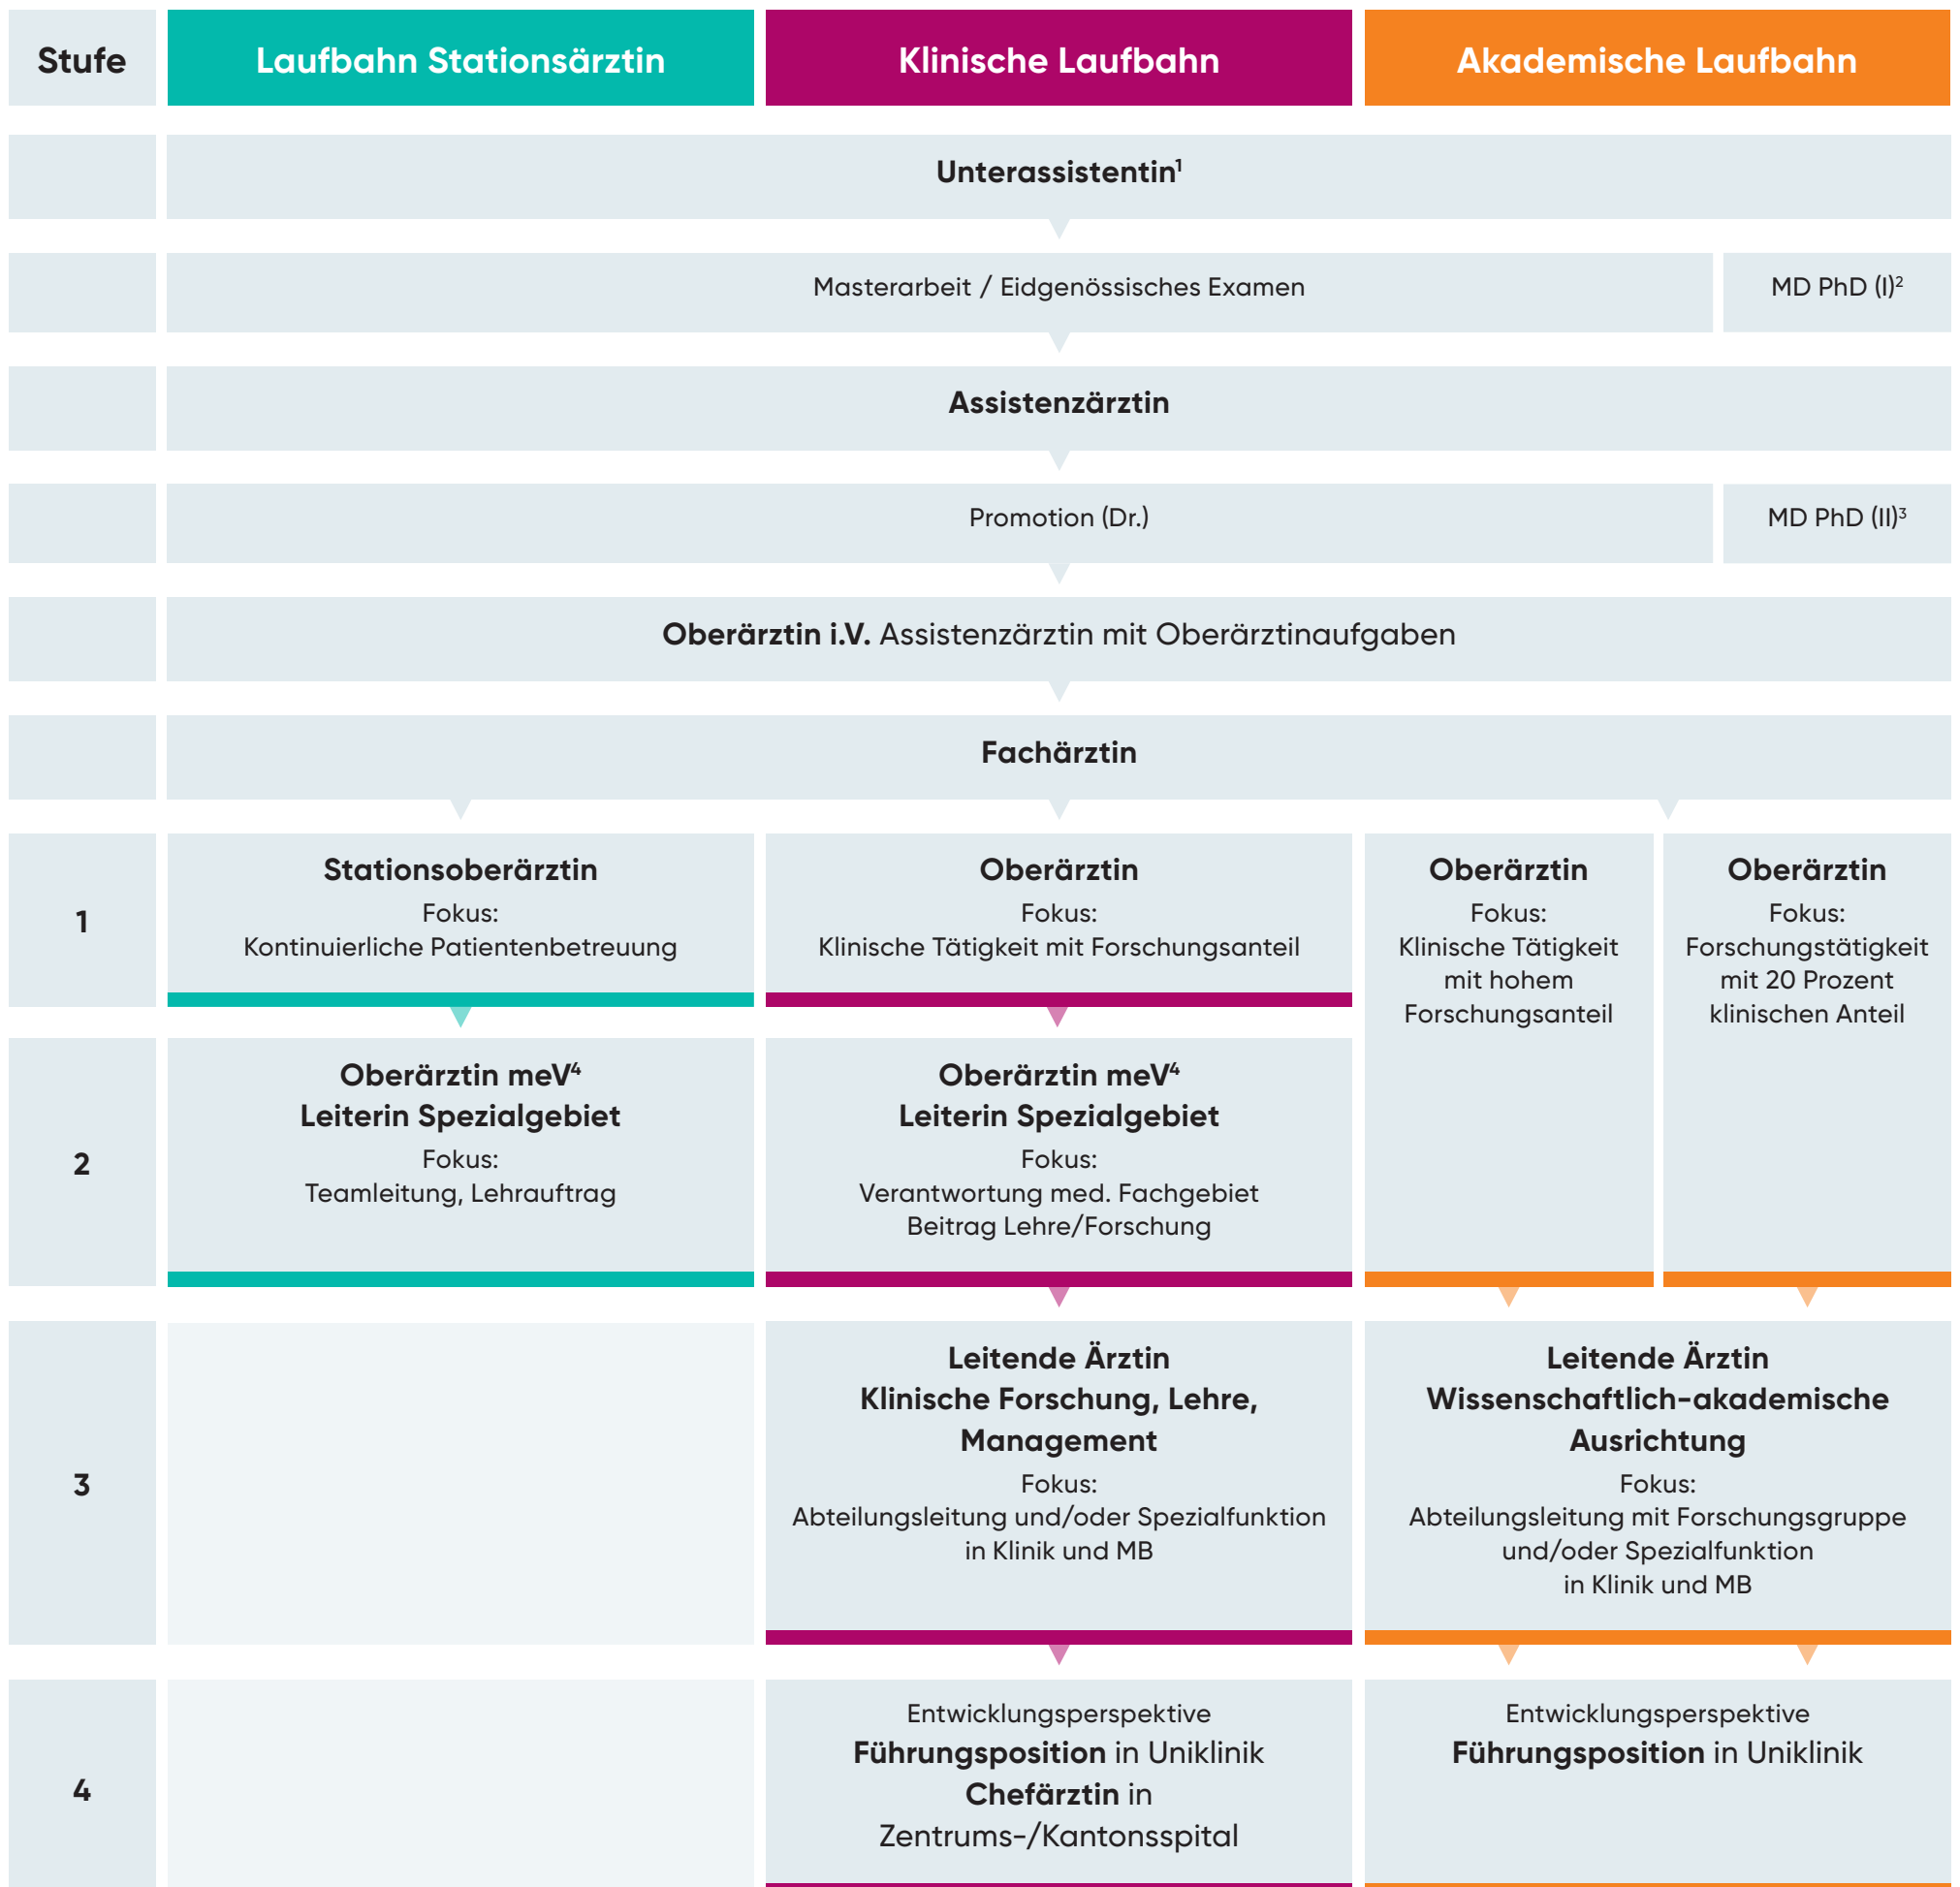 Stufe
Laufbahn Stationsärztin
Klinische Laufbahn
Akademische Laufbahn
Unterassistentin¹
Masterarbeit / Eidgenössisches Examen
MD PhD (I)²
Assistenzärztin
Promotion (Dr.)
MD PhD (II)³
Oberärztin i.V. Assistenzärztin mit Oberärztinaufgaben
Fachärztin
1
Stationsoberärztin
Fokus:
Kontinuierliche Patientenbetreuung
Oberärztin
Fokus:
Klinische Tätigkeit mit Forschungsanteil
Oberärztin
Fokus:
Klinische Tätigkeit
mit hohem
Forschungsanteil
Oberärztin
Fokus:
Forschungstätigkeit
mit 20 Prozent
klinischen Anteil
2
Oberärztin meV⁴
Leiterin Spezialgebiet
Fokus:
Teamleitung, Lehrauftrag
Oberärztin meV⁴
Leiterin Spezialgebiet
Fokus:
Verantwortung med. Fachgebiet
Beitrag Lehre/Forschung
3
Leitende Ärztin
Klinische Forschung, Lehre,
Management
Fokus:
Abteilungsleitung und/oder Spezialfunktion
in Klinik und MB
Leitende Ärztin
Wissenschaftlich-akademische
Ausrichtung
Fokus:
Abteilungsleitung mit Forschungsgruppe
und/oder Spezialfunktion
in Klinik und MB
4
Entwicklungsperspektive
Führungsposition in Uniklinik
Chefärztin in
Zentrums-/Kantonsspital
Entwicklungsperspektive
Führungsposition in Uniklinik